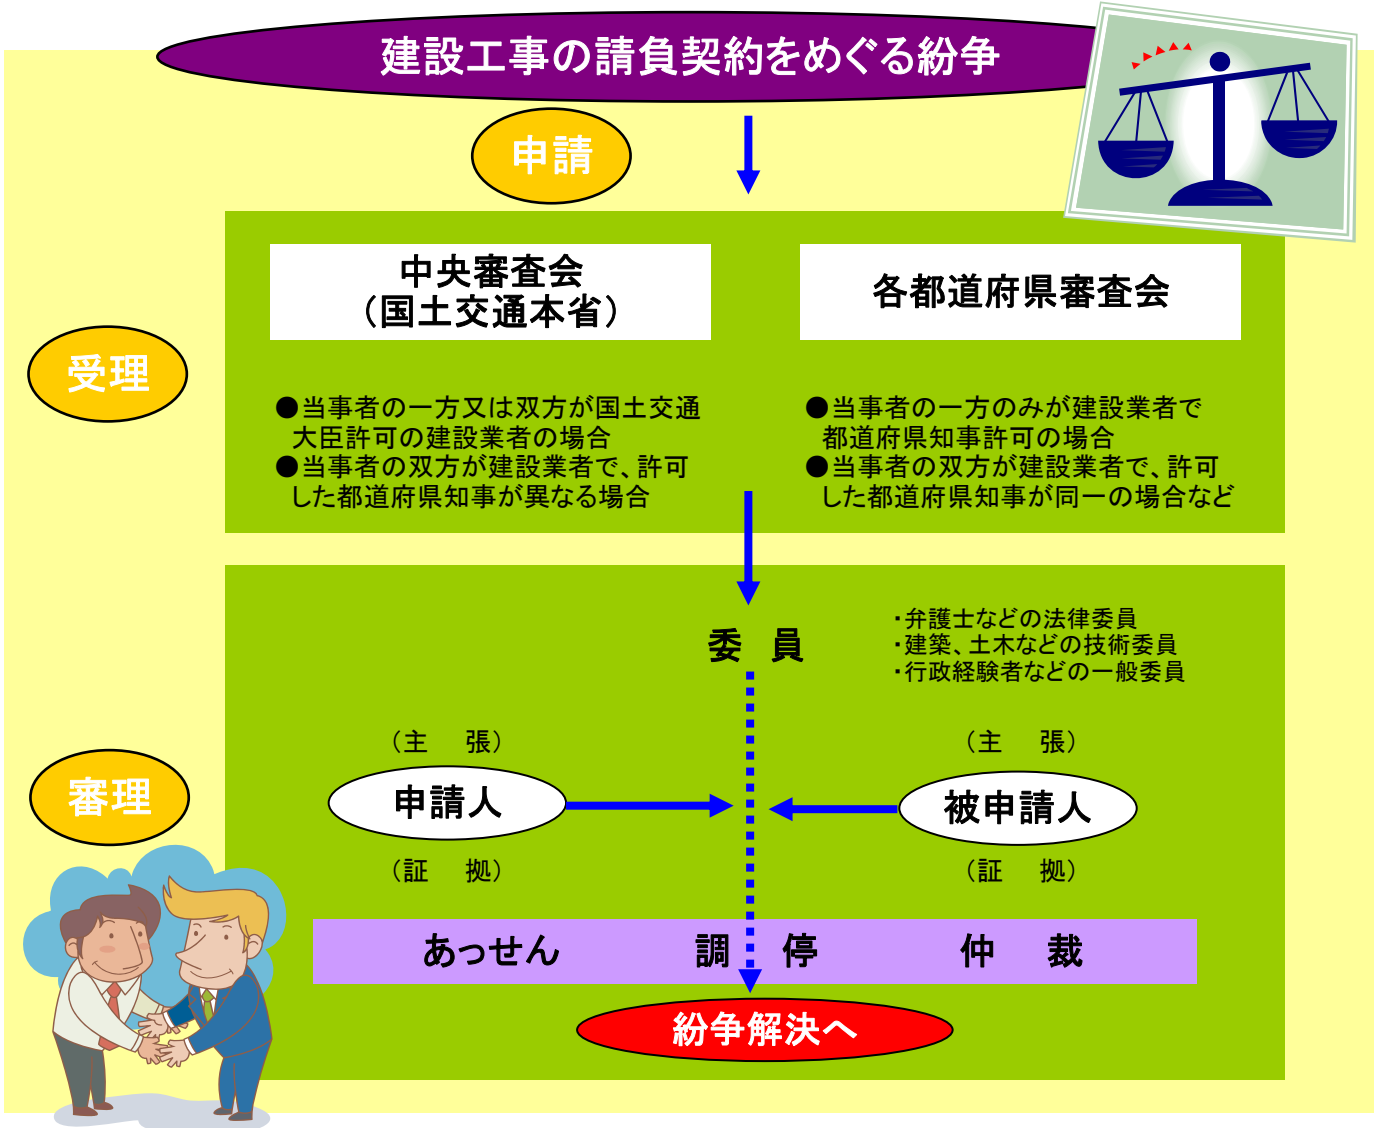 建設工事の請負契約をめぐる紛争
申請
受理
中央審査会
（国土交通本省）
●当事者の一方又は双方が国土交通
大臣許可の建設業者の場合
●当事者の双方が建設業者で、許可
した都道府県知事が異なる場合
各都道府県審査会
●当事者の一方のみが建設業者で
都道府県知事許可の場合
●当事者の双方が建設業者で、許可
した都道府県知事が同一の場合など
審理
委　員
・弁護士などの法律委員
・建築、土木などの技術委員
・行政経験者などの一般委員
（主　張）
申請人
（証　拠）
（主　張）
被申請人
（証　拠）
あっせん　調　停　仲　裁
紛争解決へ